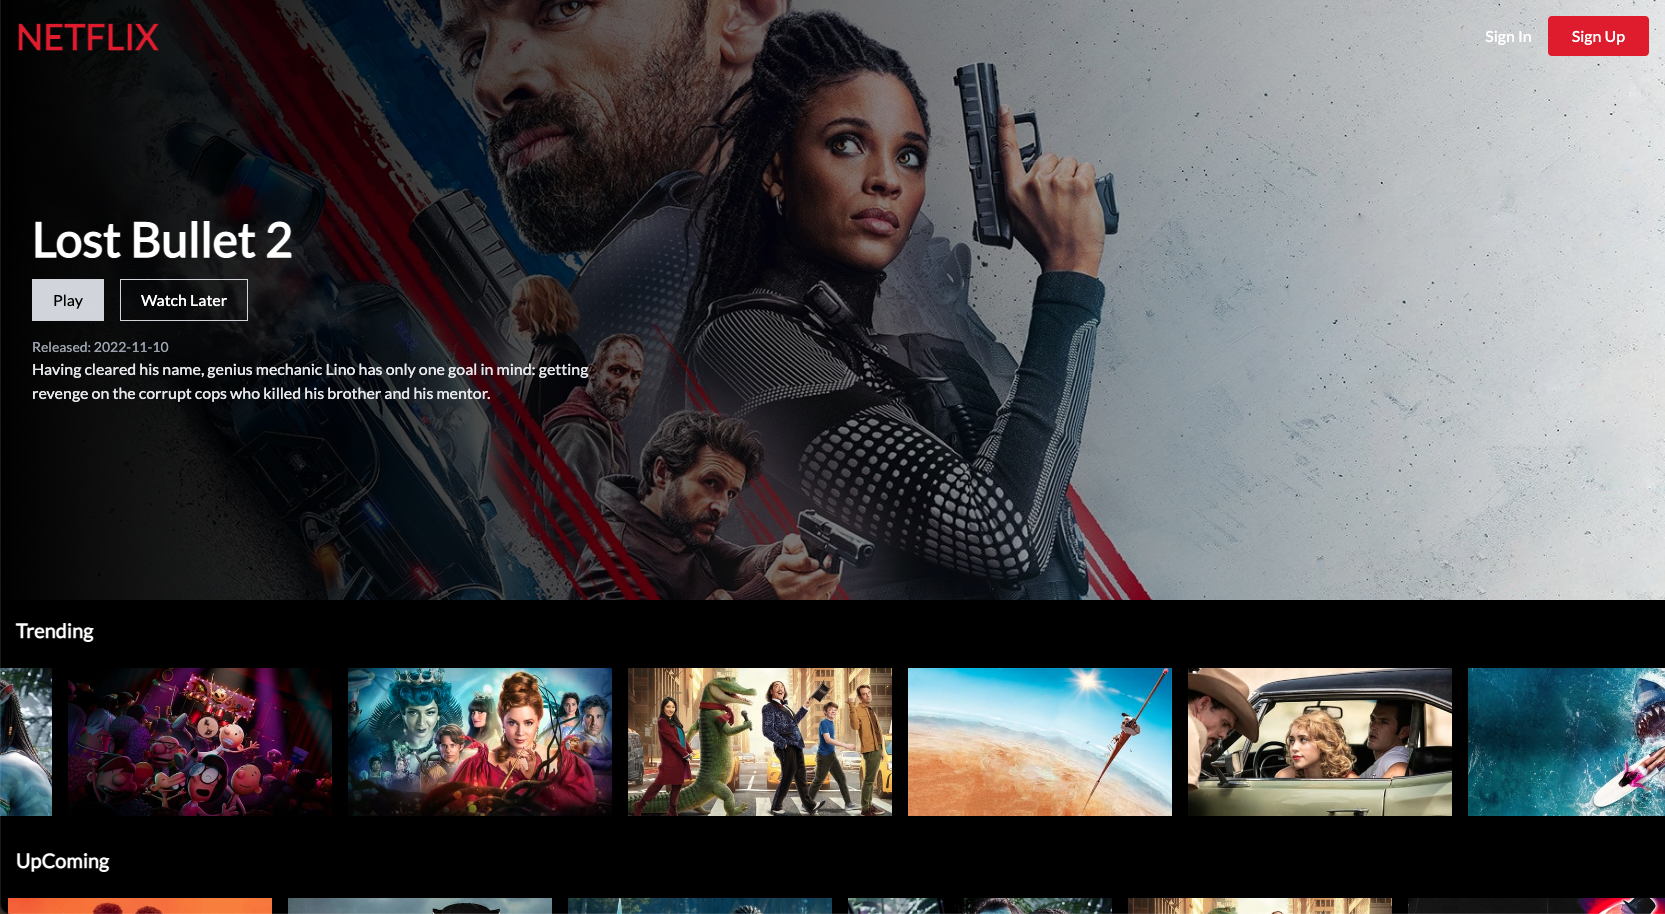 NETFLIX
Sign In
Sign Up
Lost Bullet 2
Play
Watch Later
Released: 2022-11-10
Having cleared his name, genius mechanic Lino has only one goal in mind: getting
revenge on the corrupt cops who killed his brother and his mentor.
Trending
UpComing